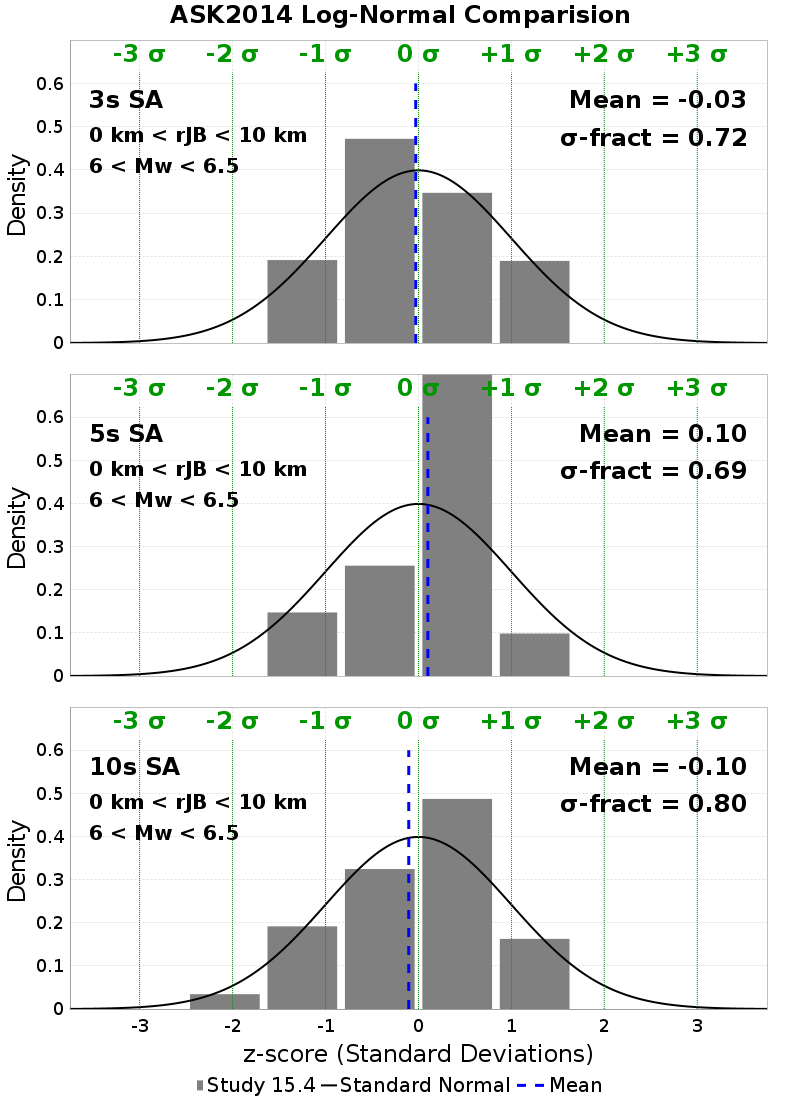 ASK2014 Log-Normal Comparision
-3 σ -2 σ -1 σ 0 σ +1 σ +2 σ +3 σ
3s SA
0 km < rJB < 10 km
6 < Mw < 6.5
Mean = -0.03
σ-fract = 0.72
Density
0.6
0.5
0.4
0.3
0.2
0.1
0
-3 σ -2 σ -1 σ 0 σ +1 σ +2 σ +3 σ
5s SA
0 km < rJB < 10 km
6 < Mw < 6.5
Mean = 0.10
σ-fract = 0.69
Density
0.6
0.5
0.4
0.3
0.2
0.1
0
-3 σ -2 σ -1 σ 0 σ +1 σ +2 σ +3 σ
10s SA
0 km < rJB < 10 km
6 < Mw < 6.5
Mean = -0.10
σ-fract = 0.80
Density
0.6
0.5
0.4
0.3
0.2
0.1
0
-3 -2 -1 0 1 2 3
z-score (Standard Deviations)
Study 15.4 Standard Normal Mean